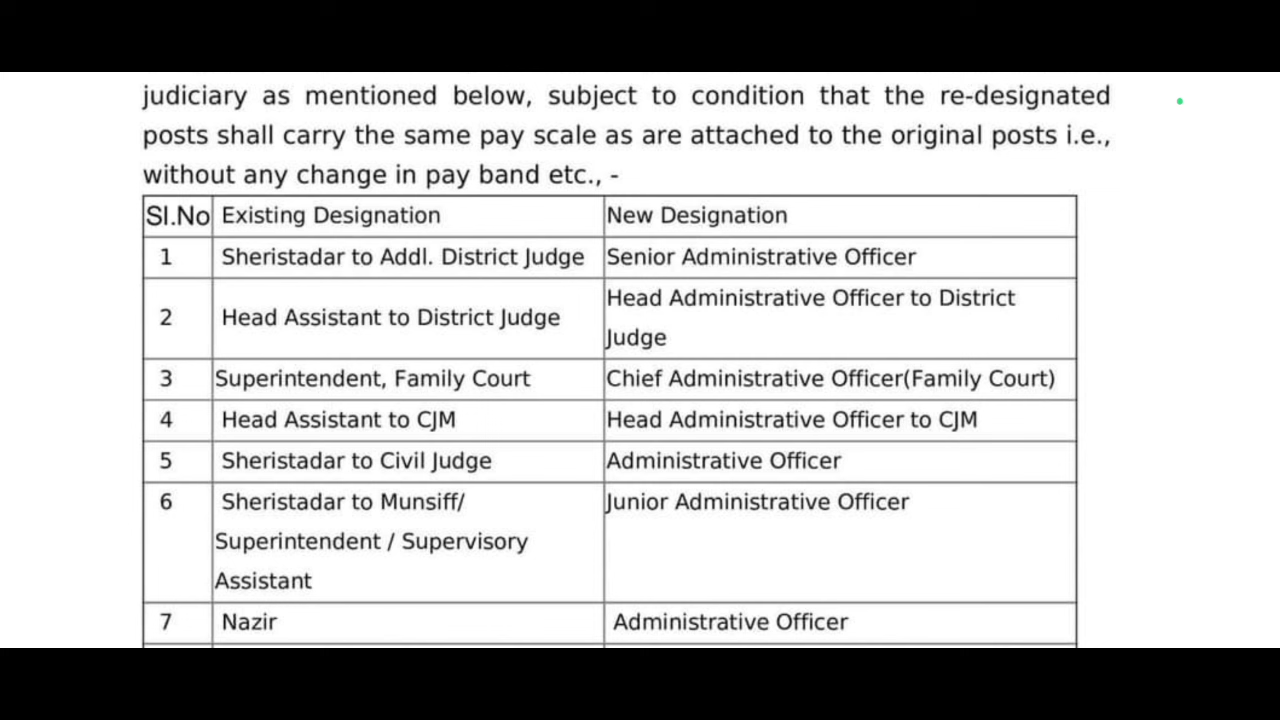 judiciary as mentioned below, subject to condition that the re-designated
posts shall carry the same pay scale as are attached to the original posts i.e.,
without any change in pay band etc., -
Sl.No Existing Designation New Designation
1 Sheristadar to Addl. District Judge Senior Administrative Officer
2 Head Assistant to District Judge Head Administrative Officer to District
Judge
3 Superintendent, Family Court Chief Administrative Officer(Family Court)
4 Head Assistant to CJM Head Administrative Officer to CJM
5 Sheristadar to Civil Judge Administrative Officer
6 Sheristadar to Munsiff/ Junior Administrative Officer
Superintendent / Supervisory
Assistant
7 Nazir Administrative Officer